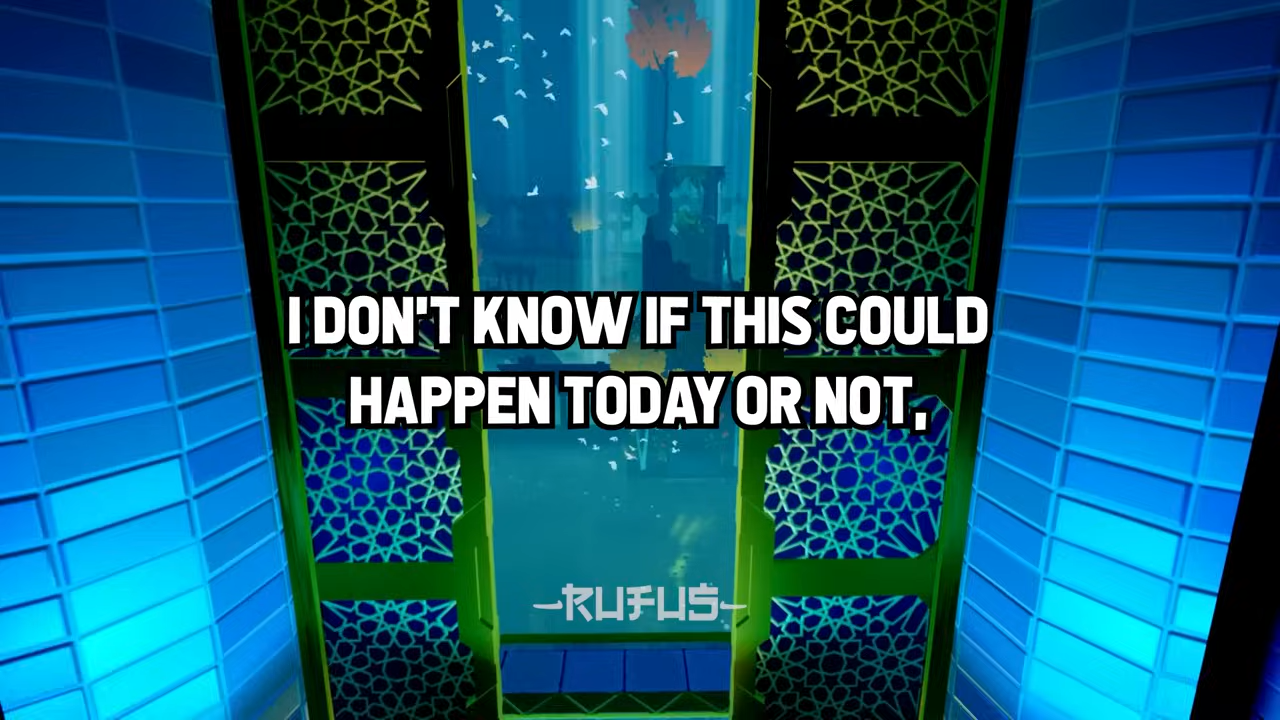 I DON'T KNOW IF THIS COULD
HAPPEN TODAY OR NOT,
-RUFUS-